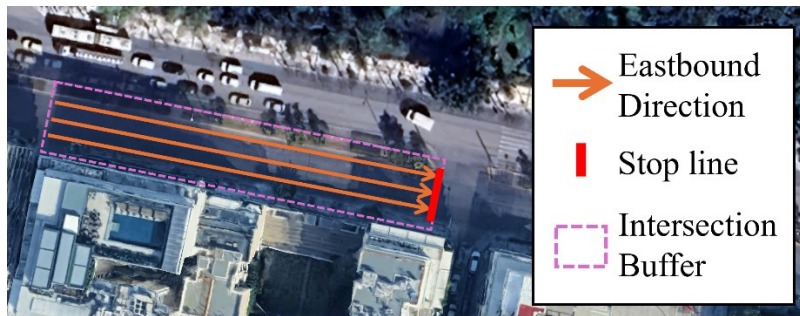 Eastbound
Direction
Stop line
Intersection
Buffer